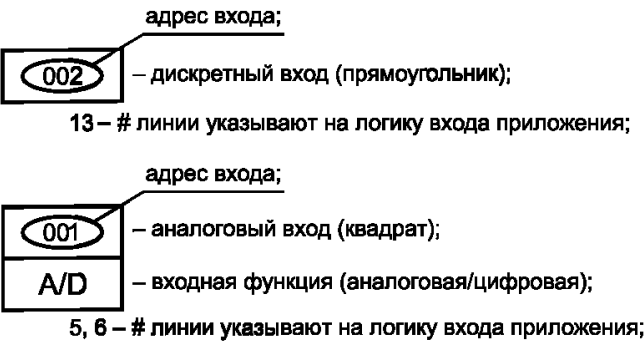 адрес входа;
002 – дискретный вход (прямоугольник);
13 – # линии указывают на логику входа приложения;
адрес входа;
001 – аналоговый вход (квадрат);
A/D – входная функция (аналоговая/цифровая);
5, 6 – # линии указывают на логику входа приложения;